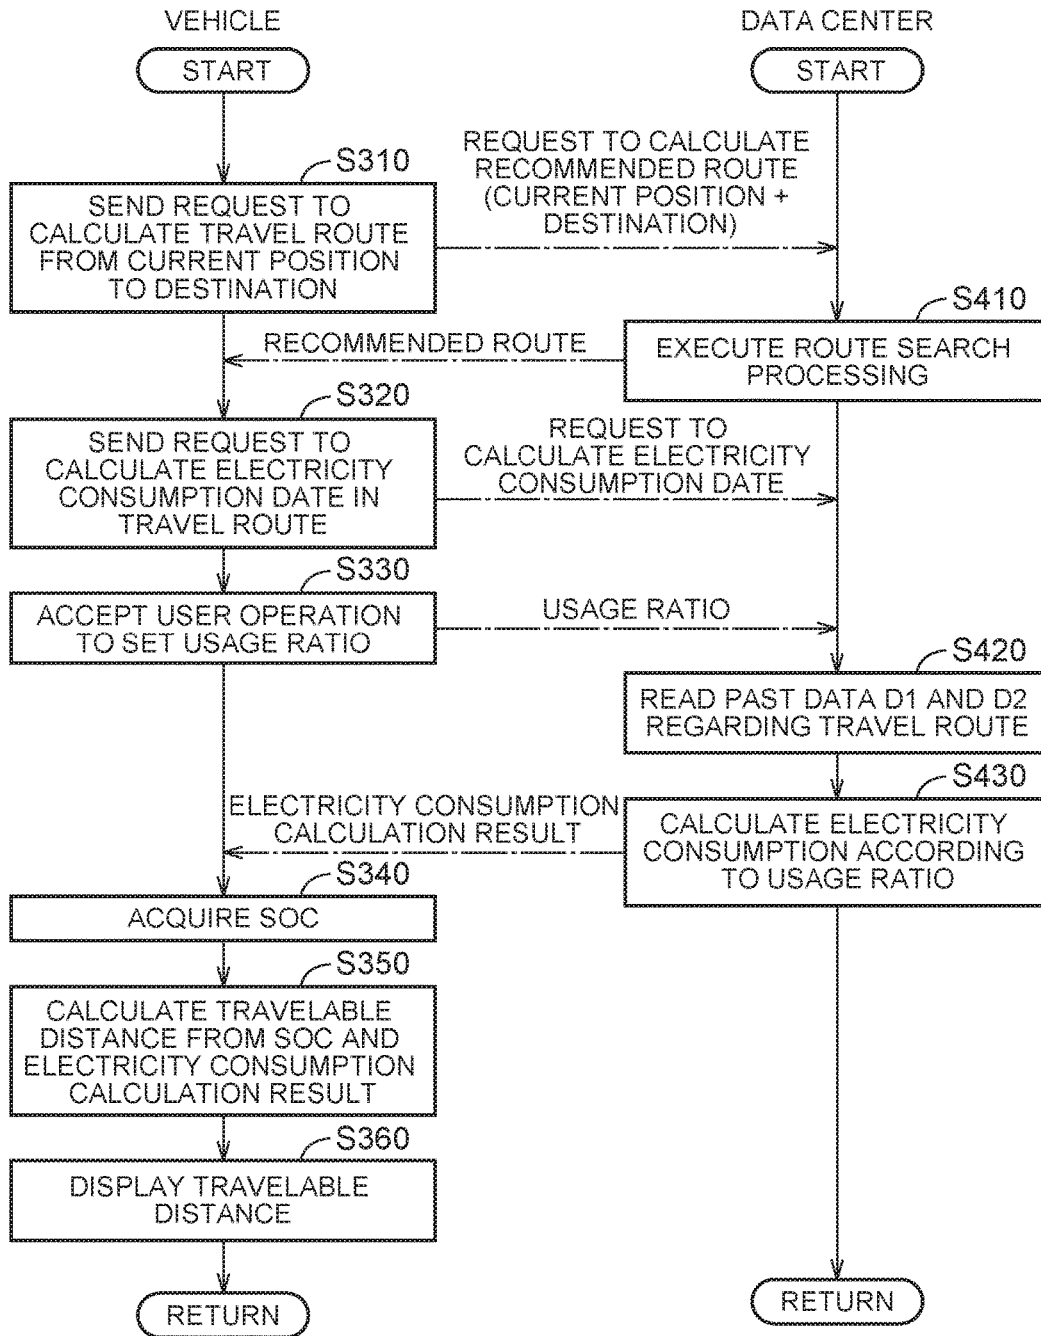 VEHICLE
DATA CENTER
START
START
S310
SEND REQUEST TO
CALCULATE TRAVEL ROUTE
FROM CURRENT POSITION
TO DESTINATION
REQUEST TO CALCULATE
RECOMMENDED ROUTE
(CURRENT POSITION +
DESTINATION)
S410
EXECUTE ROUTE SEARCH
PROCESSING
RECOMMENDED ROUTE
S320
SEND REQUEST TO
CALCULATE ELECTRICITY
CONSUMPTION DATE IN
TRAVEL ROUTE
REQUEST TO
CALCULATE ELECTRICITY
CONSUMPTION DATE
S330
ACCEPT USER OPERATION
TO SET USAGE RATIO
USAGE RATIO
S420
READ PAST DATA D1 AND D2
REGARDING TRAVEL ROUTE
S430
CALCULATE ELECTRICITY
CONSUMPTION ACCORDING
TO USAGE RATIO
ELECTRICITY CONSUMPTION
CALCULATION RESULT
S340
ACQUIRE SOC
S350
CALCULATE TRAVELABLE
DISTANCE FROM SOC AND
ELECTRICITY CONSUMPTION
CALCULATION RESULT
S360
DISPLAY TRAVELABLE
DISTANCE
RETURN
RETURN